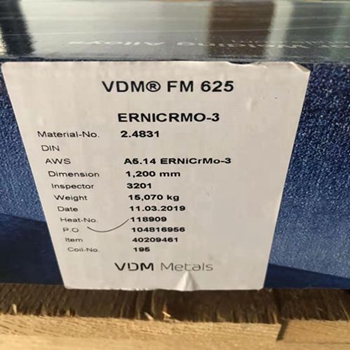 VDM® FM 625
ERNICRMO-3
Material-No. 2.4831
DIN
AWS A5.14 ERNiCrMo-3
Dimension 1,200 mm
Inspector 3201
Weight 15,070 kg
Date 11.03.2019
Heat-No. 118909
P.O 104816956
Item 40209461
Coil-No. 195
VDM Metals